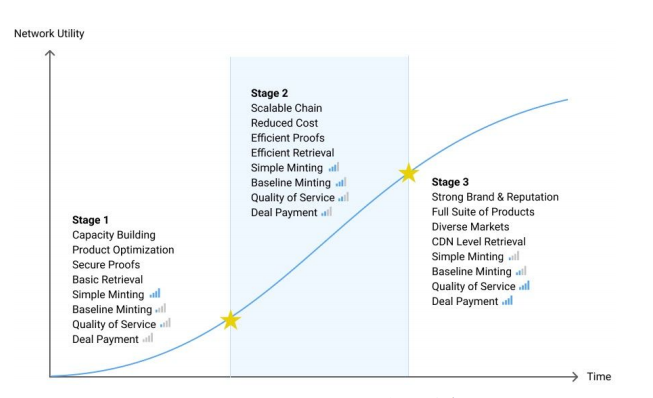 Network Utility
Stage 1
Capacity Building
Product Optimization
Secure Proofs
Basic Retrieval
Simple Minting
Baseline Minting
Quality of Service
Deal Payment
Stage 2
Scalable Chain
Reduced Cost
Efficient Proofs
Efficient Retrieval
Simple Minting
Baseline Minting
Quality of Service
Deal Payment
Stage 3
Strong Brand & Reputation
Full Suite of Products
Diverse Markets
CDN Level Retrieval
Simple Minting
Baseline Minting
Quality of Service
Deal Payment
Time